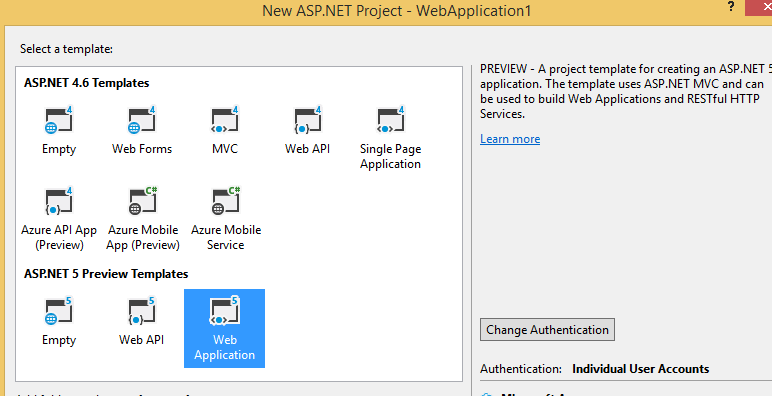 New ASP.NET Project - WebApplication1
?
Select a template:
ASP.NET 4.6 Templates
4 4 4 4 4
Empty Web Forms MVC Web API Single Page
Application
4 C# C#
Azure API App Azure Mobile Azure Mobile
(Preview) App (Preview) Service
ASP.NET 5 Preview Templates
5 5 5
Empty Web API Web
Application
PREVIEW - A project template for creating an ASP.NET 5
application. The template uses ASP.NET MVC and can
be used to build Web Applications and RESTful HTTP
Services.
Learn more
Change Authentication
Authentication: Individual User Accounts